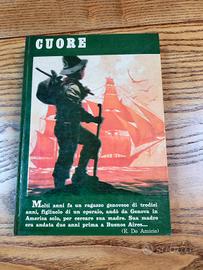 CUORE
Molti anni fa un ragazzo genovese di tredici
anni, figliuolo di un operaio, andò da Genova in
America solo, per cercare sua madre. Sua madre
era andata due anni prima a Buenos Aires...
(E. De Amicis)